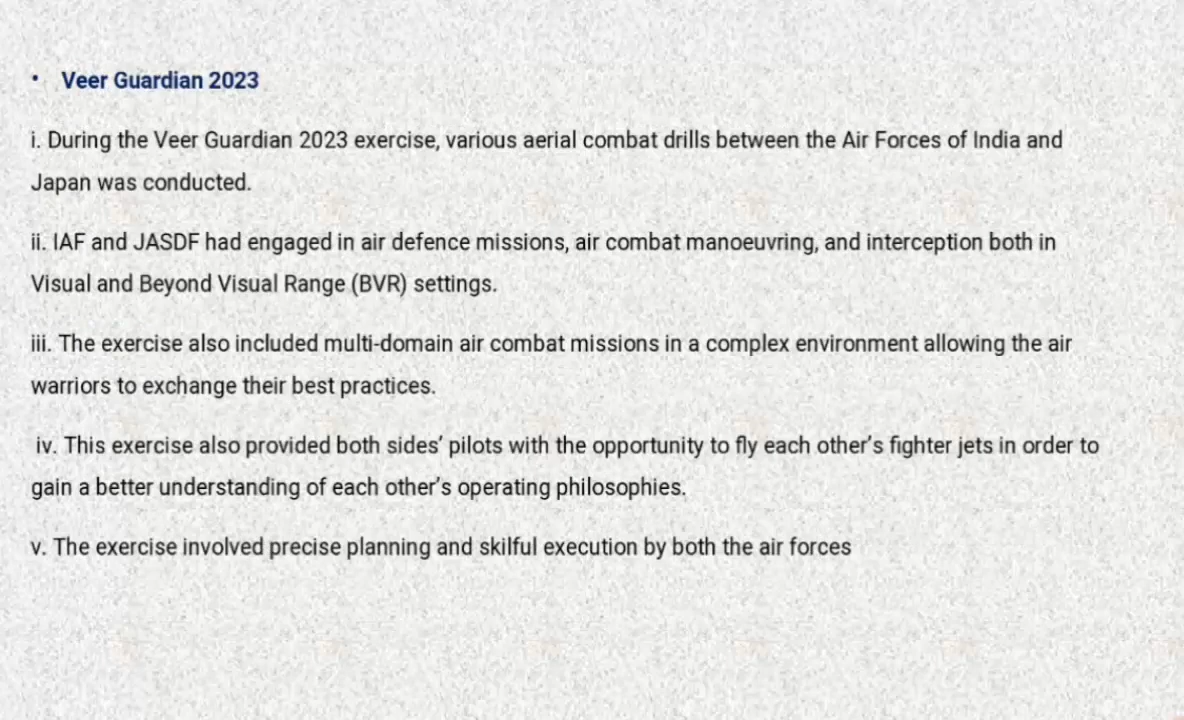 • Veer Guardian 2023
i. During the Veer Guardian 2023 exercise, various aerial combat drills between the Air Forces of India and
Japan was conducted.
ii. IAF and JASDF had engaged in air defence missions, air combat manoeuvring, and interception both in
Visual and Beyond Visual Range (BVR) settings.
iii. The exercise also included multi-domain air combat missions in a complex environment allowing the air
warriors to exchange their best practices.
iv. This exercise also provided both sides’ pilots with the opportunity to fly each other’s fighter jets in order to
gain a better understanding of each other’s operating philosophies.
v. The exercise involved precise planning and skilful execution by both the air forces